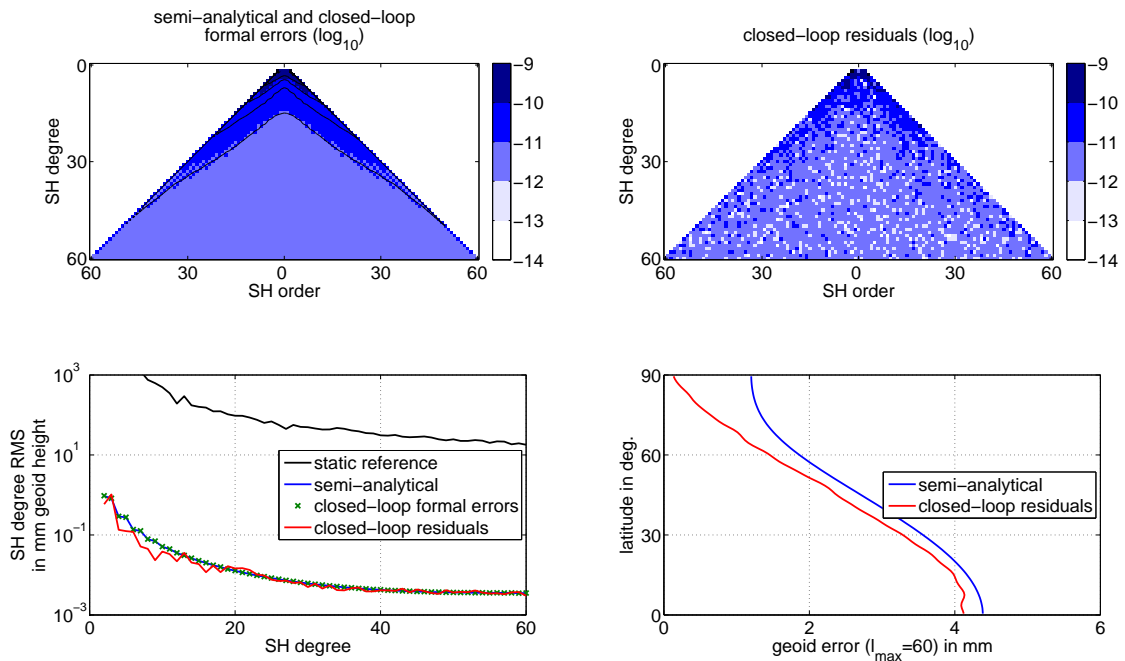 semi−analytical and closed−loop
formal errors (log10)
0
30
60
60 30 0 30 60
SH degree
SH order
−9
−10
−11
−12
−13
−14
closed−loop residuals (log10)
0
30
60
60 30 0 30 60
SH degree
SH order
−9
−10
−11
−12
−13
−14
10^3
10^1
10^−1
10^−3
0 20 40 60
SH degree RMS
in mm geoid height
SH degree
static reference
semi−analytical
closed−loop formal errors
closed−loop residuals
90
60
30
0
0 2 4 6
latitude in deg.
geoid error (l_max=60) in mm
semi−analytical
closed−loop residuals